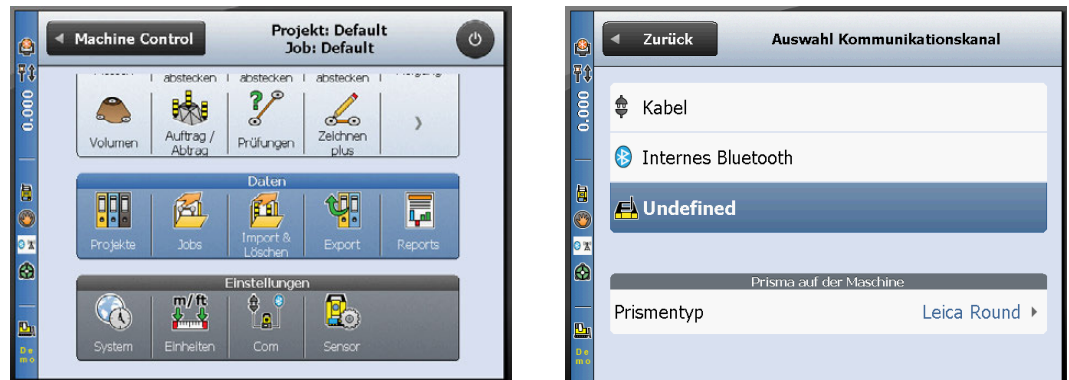 Machine Control
Projekt: Default
Job: Default
0.000
abstecken
abstecken
abstecken
Volumen
Auftrag /
Abtrag
Prüfungen
Zeichnen
plus
Daten
Projekte
Jobs
Import &
Löschen
Export
Reports
Einstellungen
m/ft
System
Einheiten
Com
Sensor
De
mo
Zurück
Auswahl Kommunikationskanal
0.000
Kabel
Internes Bluetooth
Undefined
Prisma auf der Maschine
Prismentyp
Leica Round
De
mo